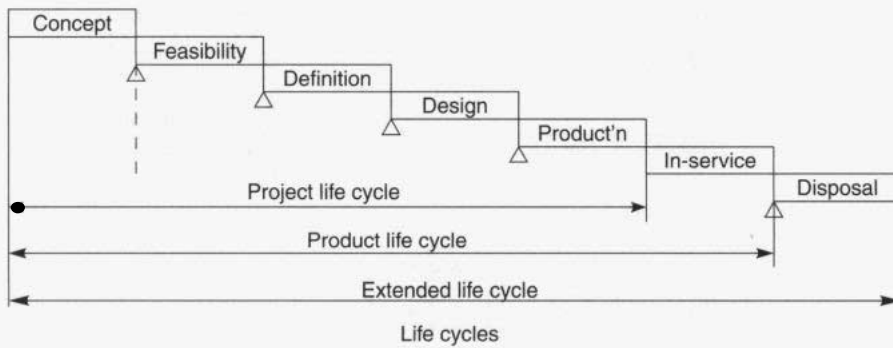 Concept
Feasibility
Definition
Design
Product'n
In-service
Disposal
Project life cycle
Product life cycle
Extended life cycle
Life cycles